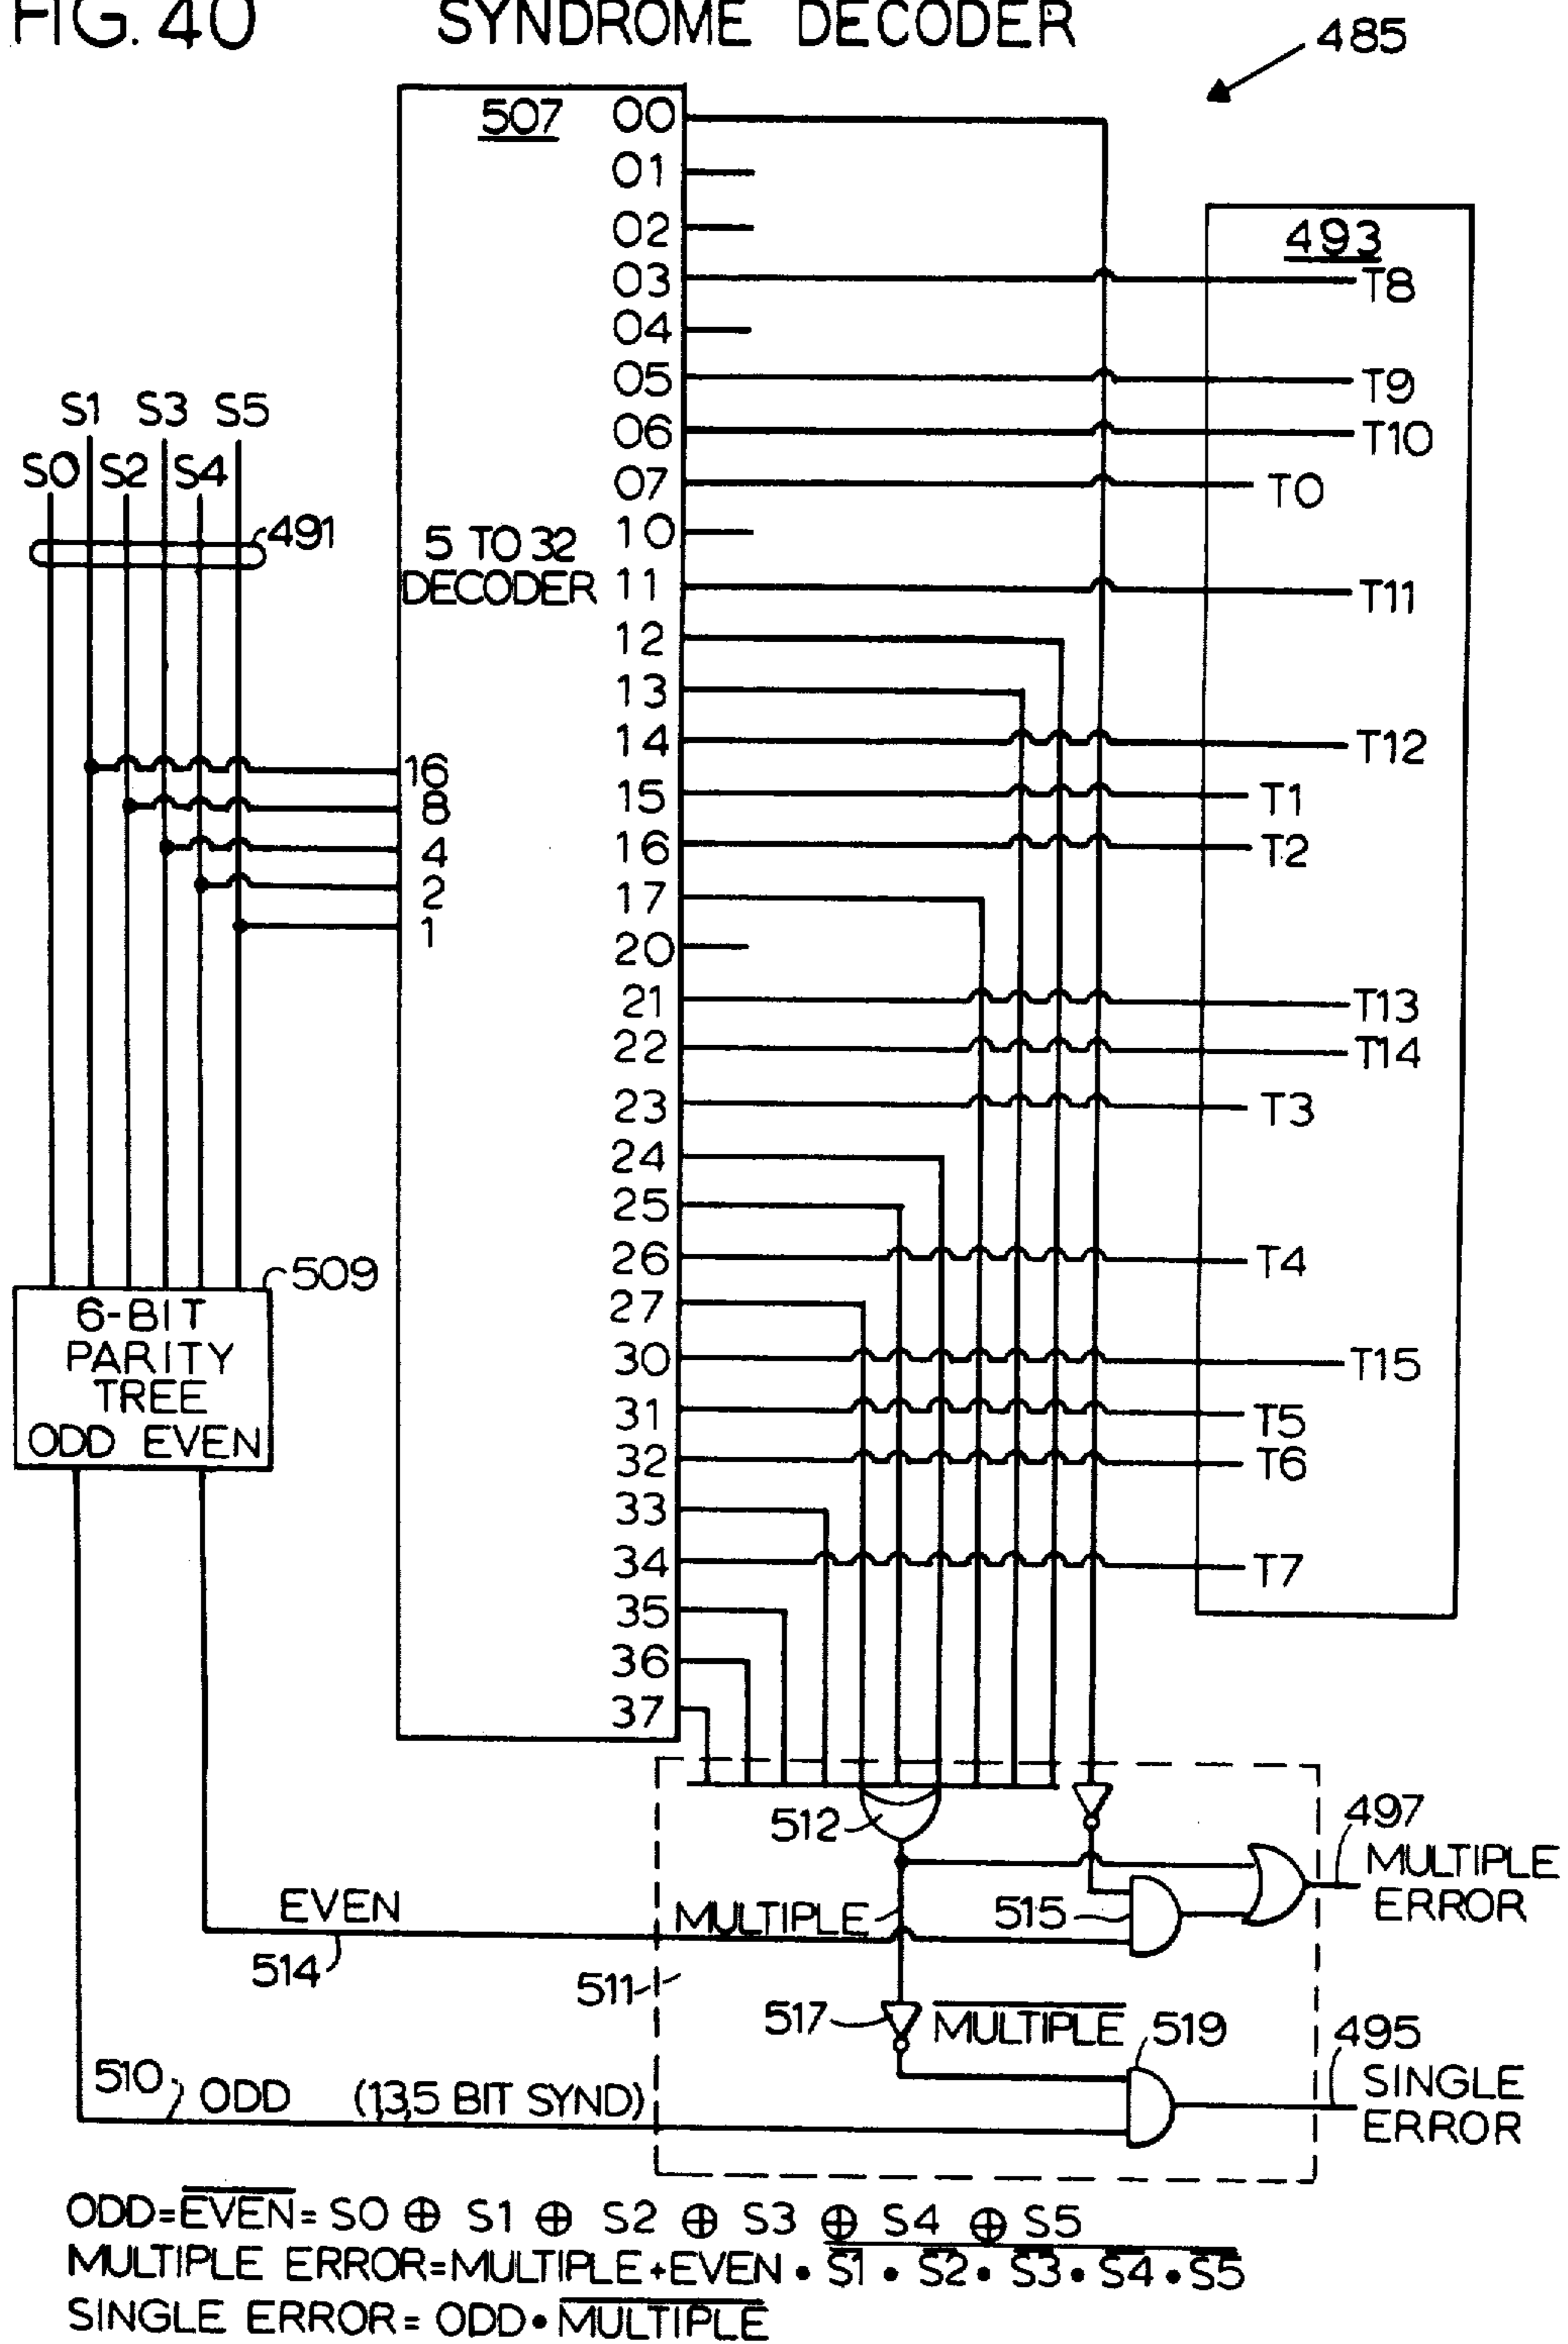 FIG. 40 SYNDROME DECODER
485
507
00
01
02
03
04
05
06
07
10
11
12
13
14
15
16
17
20
21
22
23
24
25
26
27
30
31
32
33
34
35
36
37
5 TO 32
DECODER
493
T8
T9
T10
T0
T11
T12
T1
T2
T13
T14
T3
T4
T15
T5
T6
T7
S1 S3 S5
S0 S2 S4
491
16
8
4
2
1
509
6-BIT
PARITY
TREE
ODD EVEN
512
497
MULTIPLE
ERROR
EVEN
514
MULTIPLE
515
511
517
MULTIPLE
519
495
SINGLE
ERROR
510
ODD (1,3,5 BIT SYND)
ODD=EVEN= S0 ⊕ S1 ⊕ S2 ⊕ S3 ⊕ S4 ⊕ S5
MULTIPLE ERROR=MULTIPLE+EVEN • S1 • S2 • S3 • S4 • S5
SINGLE ERROR= ODD • MULTIPLE